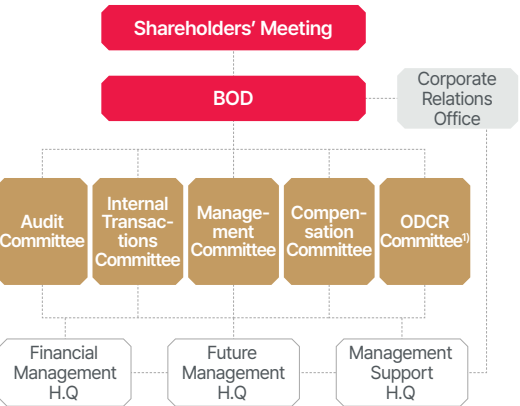 Shareholders’ Meeting
BOD
Corporate
Relations
Office
Audit
Committee
Internal
Transac-
tions
Committee
Manage-
ment
Committee
Compen-
sation
Committee
ODCR
Committee¹⁾
Financial
Management
H.Q
Future
Management
H.Q
Management
Support
H.Q